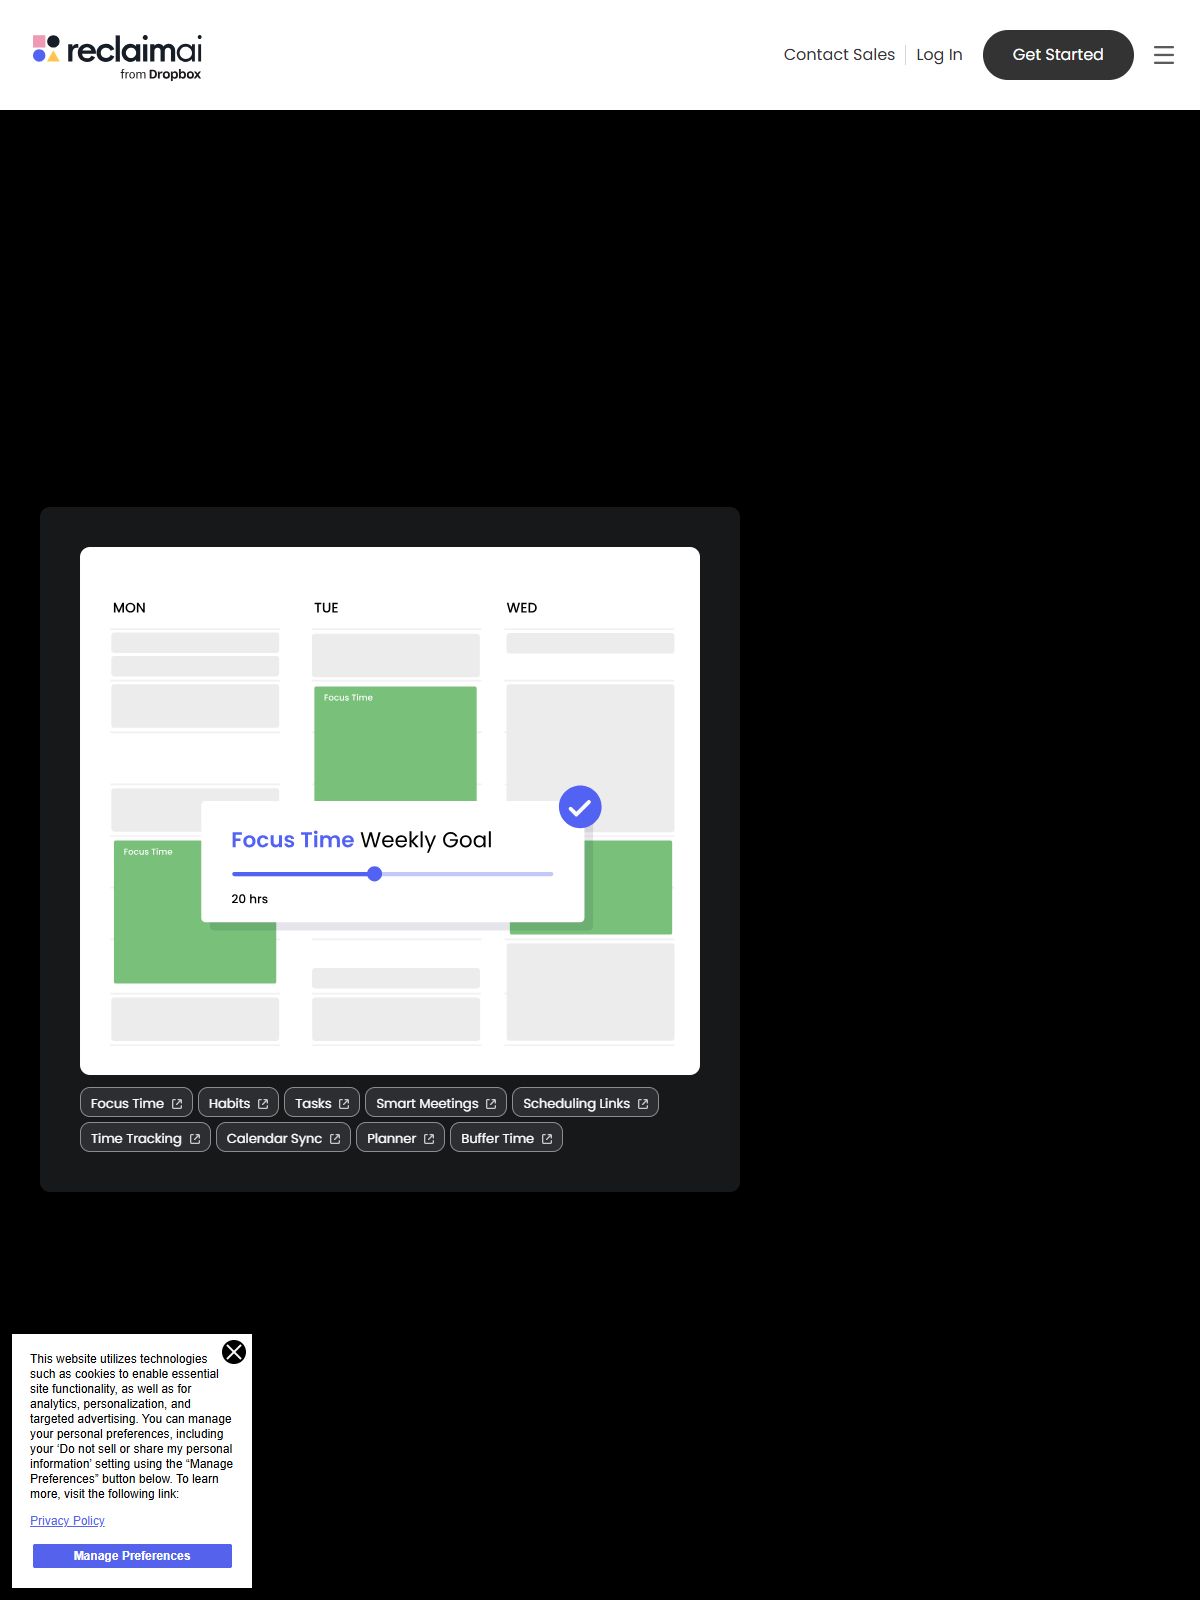 reclaimai
from Dropbox
Contact Sales
Log In
Get Started
MON
TUE
WED
Focus Time
Focus Time
Focus Time Weekly Goal
20 hrs
Focus Time
Habits
Tasks
Smart Meetings
Scheduling Links
Time Tracking
Calendar Sync
Planner
Buffer Time
This website utilizes technologies
such as cookies to enable essential
site functionality, as well as for
analytics, personalization, and
targeted advertising. You can manage
your personal preferences, including
your ‘Do not sell or share my personal
information’ setting using the “Manage
Preferences” button below. To learn
more, visit the following link:
Privacy Policy
Manage Preferences